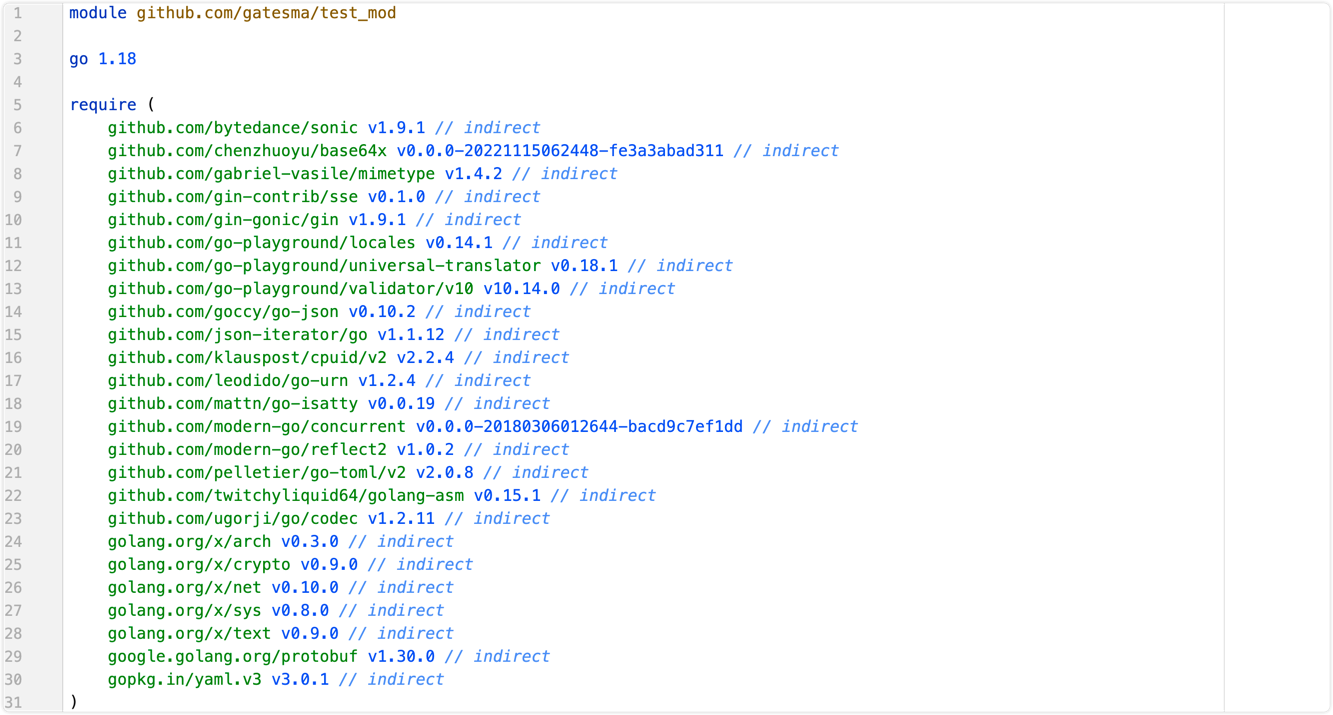 1 module github.com/gatesma/test_mod
2
3 go 1.18
4
5 require (
6 github.com/bytedance/sonic v1.9.1 // indirect
7 github.com/chenzhuoyu/base64x v0.0.0-20221115062448-fe3a3abad311 // indirect
8 github.com/gabriel-vasile/mimetype v1.4.2 // indirect
9 github.com/gin-contrib/sse v0.1.0 // indirect
10 github.com/gin-gonic/gin v1.9.1 // indirect
11 github.com/go-playground/locales v0.14.1 // indirect
12 github.com/go-playground/universal-translator v0.18.1 // indirect
13 github.com/go-playground/validator/v10 v10.14.0 // indirect
14 github.com/goccy/go-json v0.10.2 // indirect
15 github.com/json-iterator/go v1.1.12 // indirect
16 github.com/klauspost/cpuid/v2 v2.2.4 // indirect
17 github.com/leodido/go-urn v1.2.4 // indirect
18 github.com/mattn/go-isatty v0.0.19 // indirect
19 github.com/modern-go/concurrent v0.0.0-20180306012644-bacd9c7ef1dd // indirect
20 github.com/modern-go/reflect2 v1.0.2 // indirect
21 github.com/pelletier/go-toml/v2 v2.0.8 // indirect
22 github.com/twitchyliquid64/golang-asm v0.15.1 // indirect
23 github.com/ugorji/go/codec v1.2.11 // indirect
24 golang.org/x/arch v0.3.0 // indirect
25 golang.org/x/crypto v0.9.0 // indirect
26 golang.org/x/net v0.10.0 // indirect
27 golang.org/x/sys v0.8.0 // indirect
28 golang.org/x/text v0.9.0 // indirect
29 google.golang.org/protobuf v1.30.0 // indirect
30 gopkg.in/yaml.v3 v3.0.1 // indirect
31 )